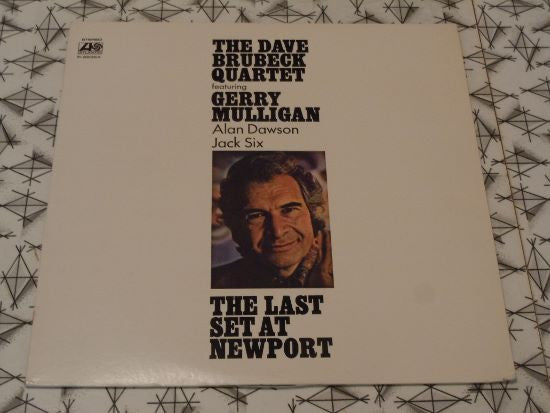 THE DAVE
BRUBECK
QUARTET
featuring
GERRY
MULLIGAN
Alan Dawson
Jack Six
THE LAST
SET AT
NEWPORT